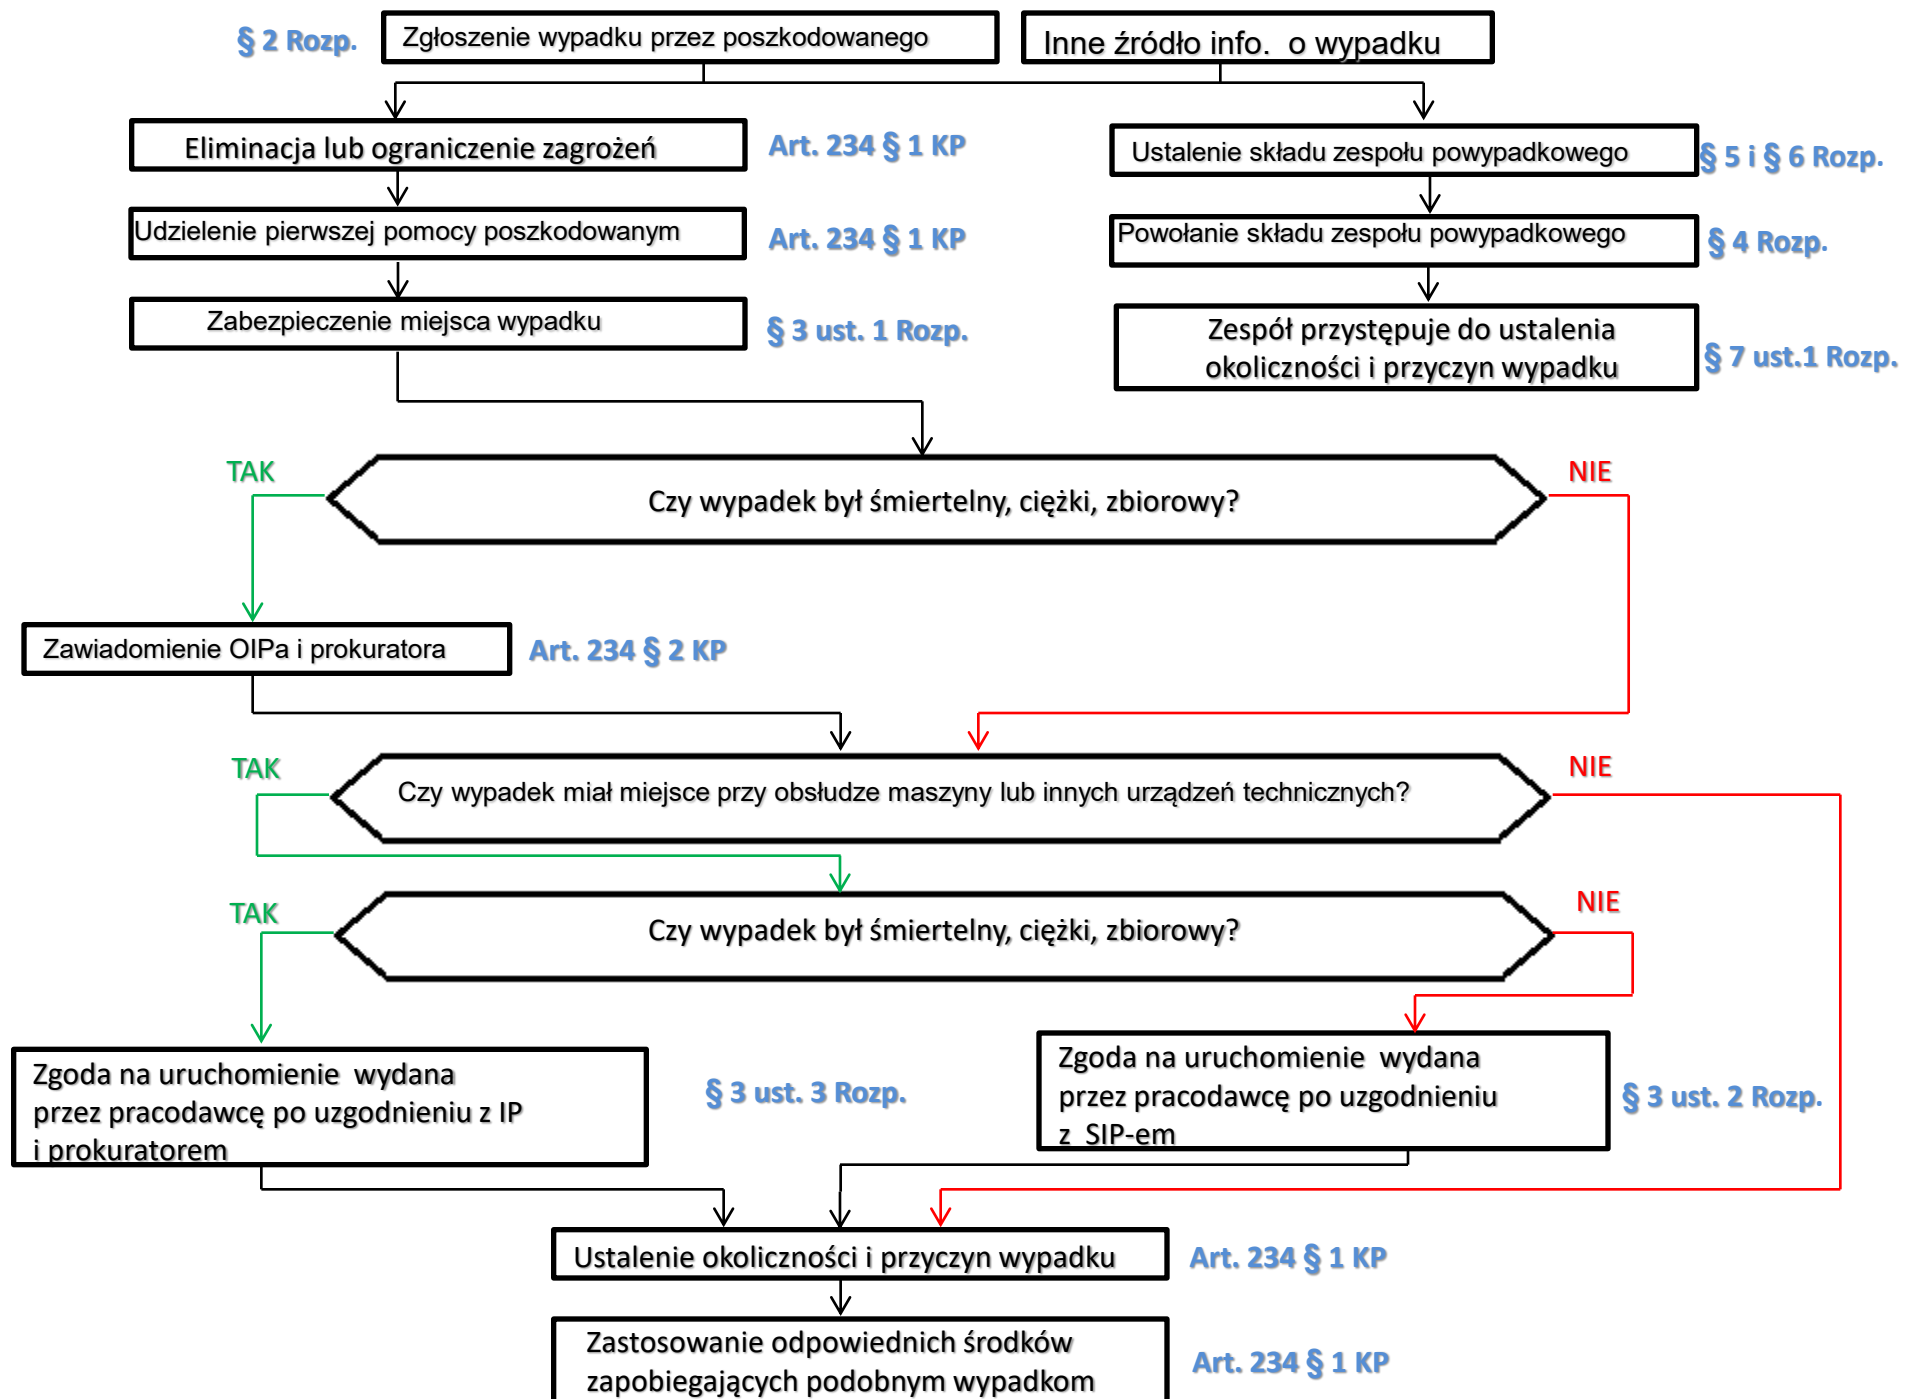 § 2 Rozp.
Zgłoszenie wypadku przez poszkodowanego
Inne źródło info. o wypadku
Eliminacja lub ograniczenie zagrożeń
Art. 234 § 1 KP
Ustalenie składu zespołu powypadkowego
§ 5 i § 6 Rozp.
Udzielenie pierwszej pomocy poszkodowanym
Art. 234 § 1 KP
Powołanie składu zespołu powypadkowego
§ 4 Rozp.
Zabezpieczenie miejsca wypadku
§ 3 ust. 1 Rozp.
Zespół przystępuje do ustalenia
okoliczności i przyczyn wypadku
§ 7 ust.1 Rozp.
TAK
Czy wypadek był śmiertelny, ciężki, zbiorowy?
NIE
Zawiadomienie OIPa i prokuratora
Art. 234 § 2 KP
TAK
Czy wypadek miał miejsce przy obsłudze maszyny lub innych urządzeń technicznych?
NIE
TAK
Czy wypadek był śmiertelny, ciężki, zbiorowy?
NIE
Zgoda na uruchomienie wydana
przez pracodawcę po uzgodnieniu z IP
i prokuratorem
§ 3 ust. 3 Rozp.
Zgoda na uruchomienie wydana
przez pracodawcę po uzgodnieniu
z SIP-em
§ 3 ust. 2 Rozp.
Ustalenie okoliczności i przyczyn wypadku
Art. 234 § 1 KP
Zastosowanie odpowiednich środków
zapobiegających podobnym wypadkom
Art. 234 § 1 KP